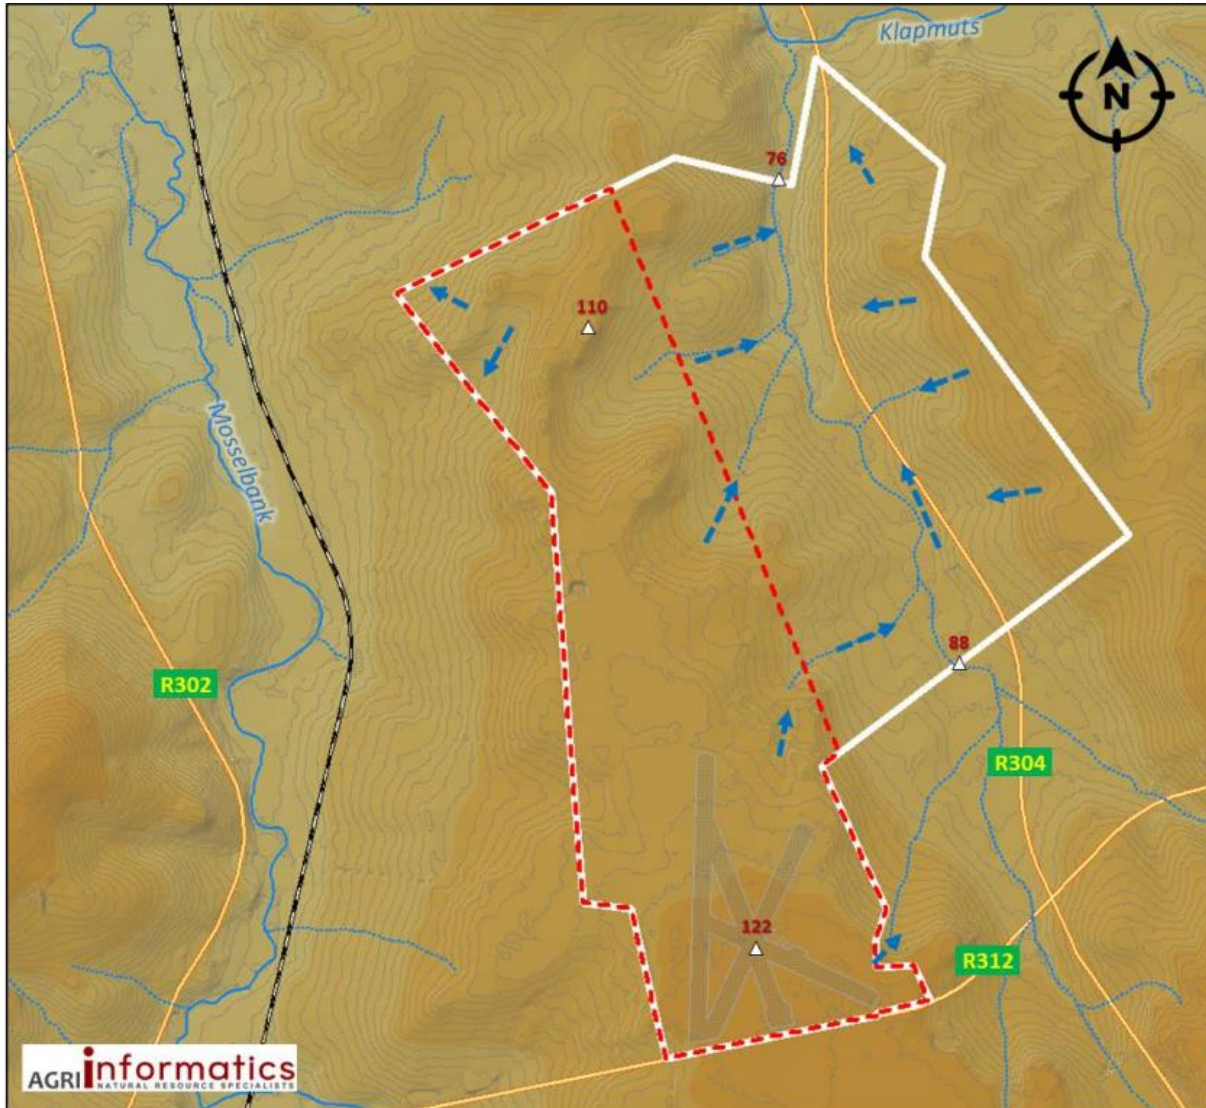 Klapmuts
N
76
110
Mosselbank
88
R302
R304
122
R312
AGRI informatics
NATURAL RESOURCE SPECIALISTS